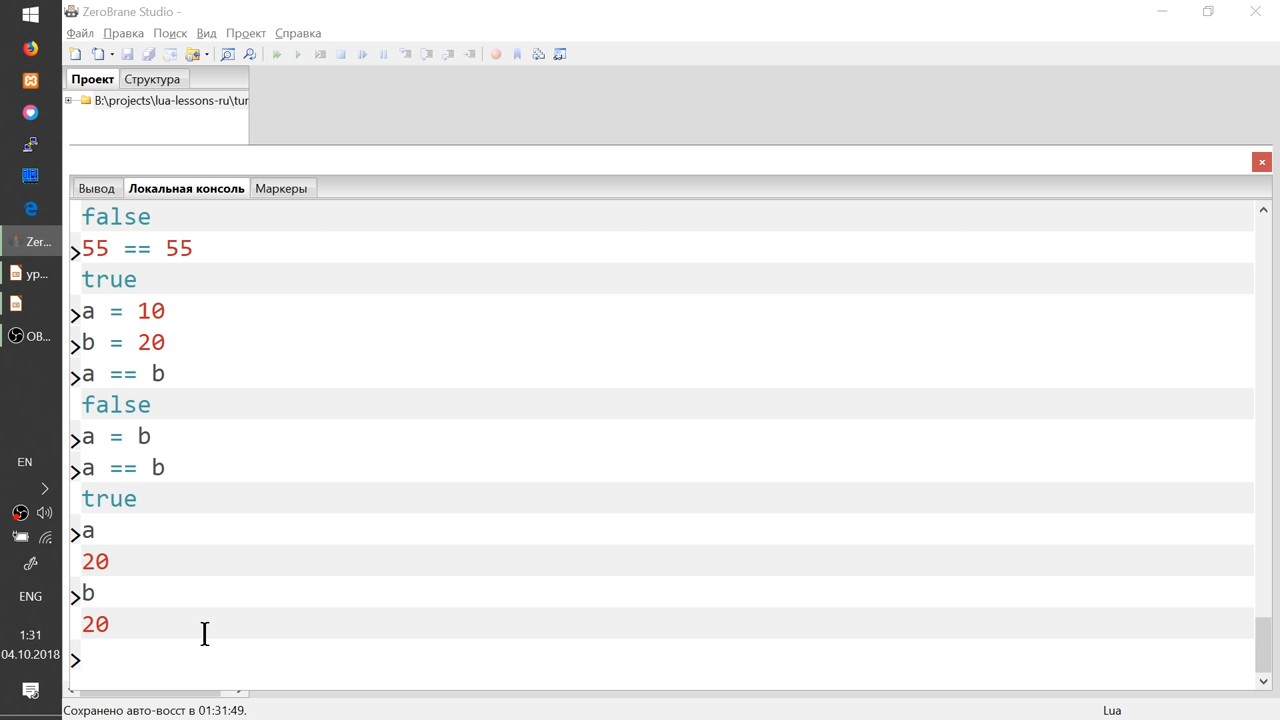 ZeroBrane Studio -
Файл Правка Поиск Вид Проект Справка
Проект Структура
B:\projects\lua-lessons-ru\tur
Вывод Локальная консоль Маркеры
false
>55 == 55
true
>a = 10
>b = 20
>a == b
false
>a = b
>a == b
true
>a
20
>b
20
>
Zer...
ур...
OB...
EN
ENG
1:31
04.10.2018
Сохранено авто-восст в 01:31:49.
Lua